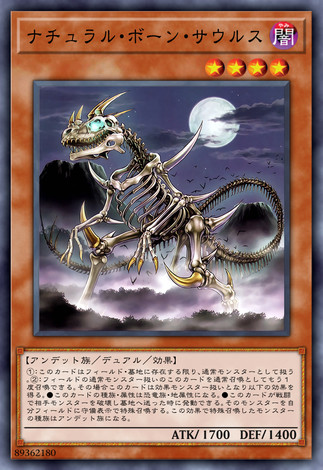 ナチュラル・ボーン・サウルス
やみ
闇
【アンデット族／デュアル／効果】
①:このカードはフィールド・墓地に存在する限り、通常モンスターとして扱う。
②:フィールドの通常モンスター扱いのこのカードを通常召喚としてもう1
度召喚できる。その場合このカードは効果モンスター扱いとなり以下の効果を
得る。●このカードの種族・属性は恐竜族・地属性になる。●このカードが戦闘
で相手モンスターを破壊し墓地へ送った時に発動できる。そのモンスターを自
分フィールドに守備表示で特殊召喚する。この効果で特殊召喚したモンスター
の種族はアンデット族になる。
ATK/ 1700 DEF/1400
89362180